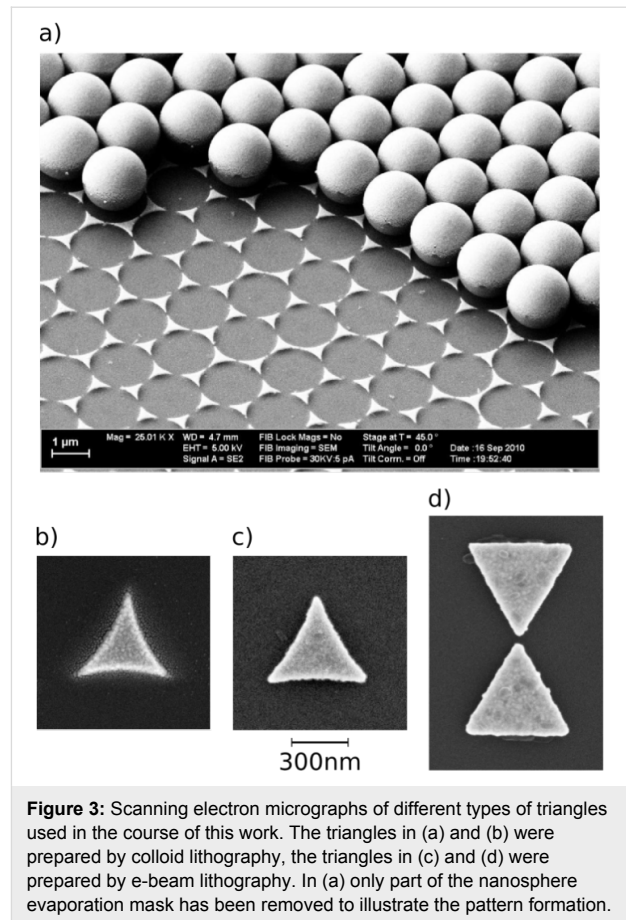 a)
1 µm
Mag = 25.01 K X
WD = 4.7 mm
EHT = 5.00 kV
Signal A = SE2
FIB Lock Mags = No
FIB Imaging = SEM
FIB Probe = 30KV:5 pA
Stage at T = 45.0 °
Tilt Angle = 0.0 °
Tilt Corrn. = Off
Date :16 Sep 2010
Time :19:52:40
b)
c)
d)
300nm
Figure 3: Scanning electron micrographs of different types of triangles
used in the course of this work. The triangles in (a) and (b) were
prepared by colloid lithography, the triangles in (c) and (d) were
prepared by e-beam lithography. In (a) only part of the nanosphere
evaporation mask has been removed to illustrate the pattern formation.